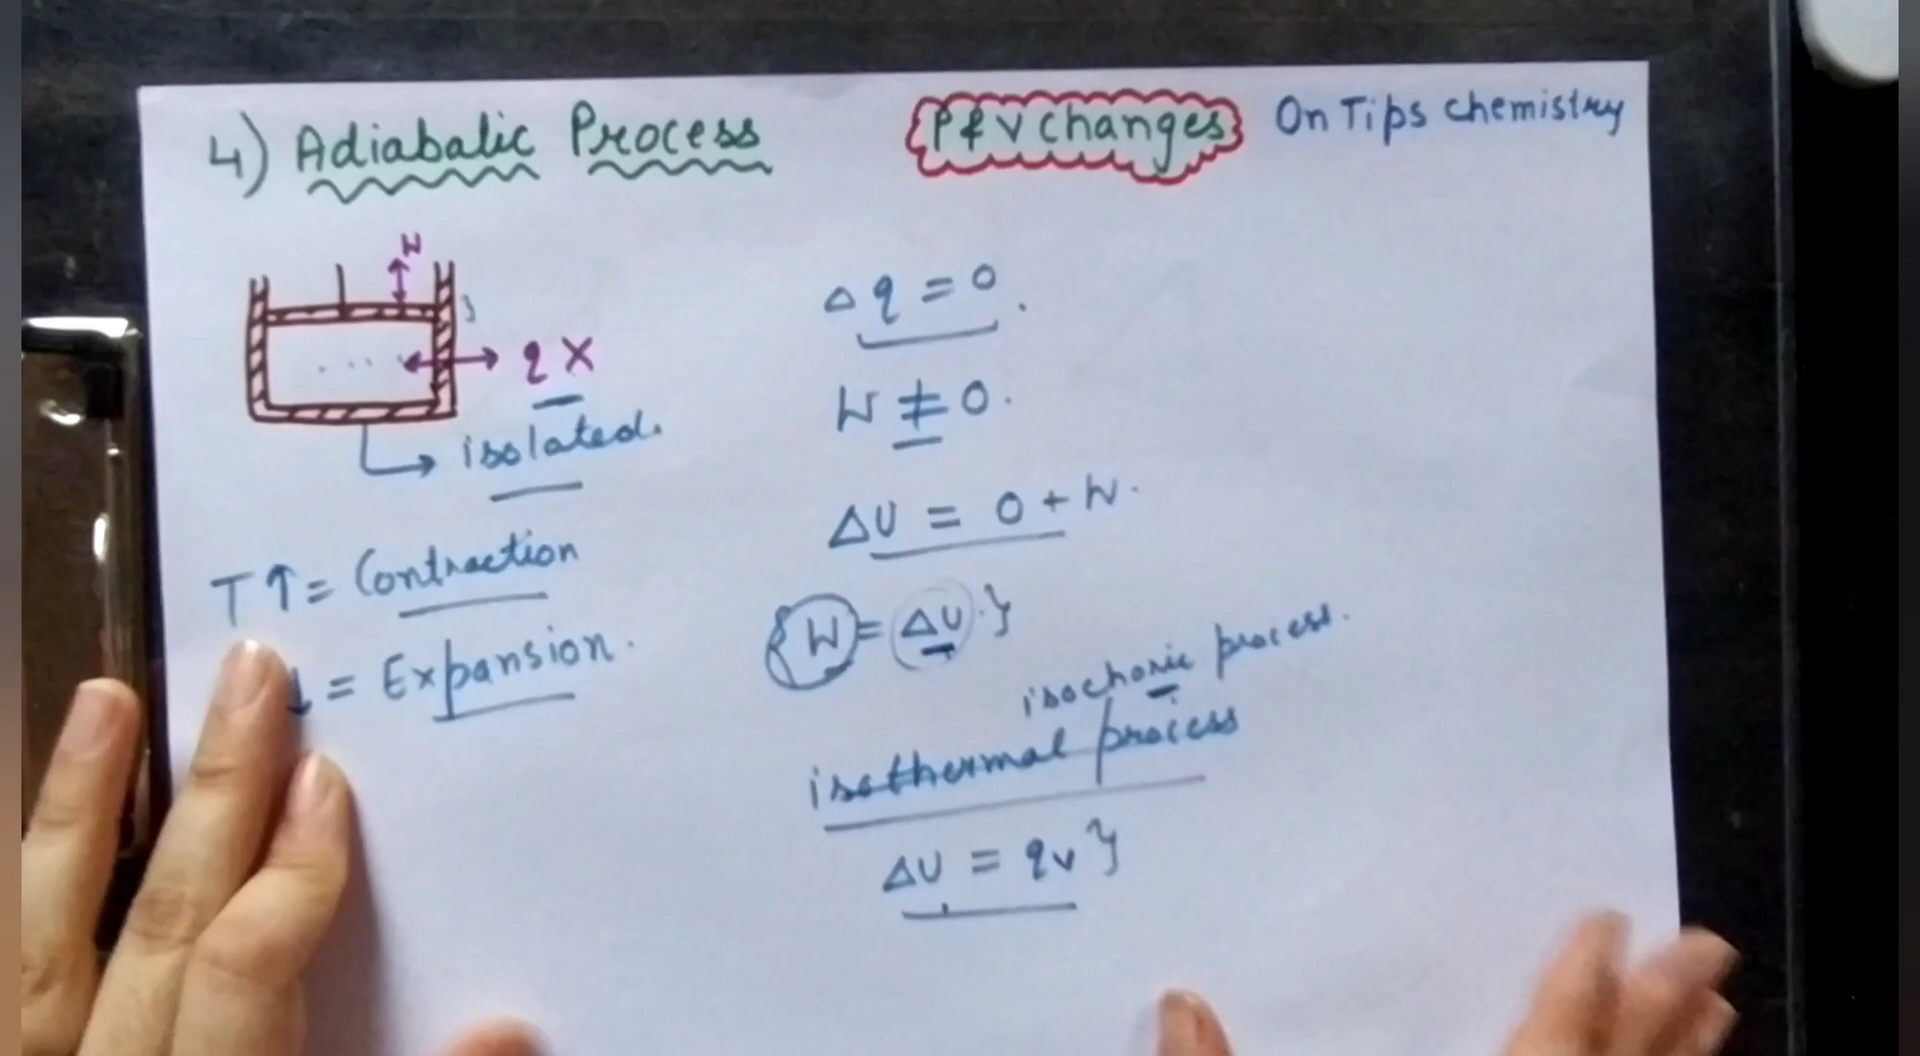 4) Adiabatic Process
P & V Changes
On Tips chemistry
W
q X
isolated.
T ↑ = Contraction
↓ = Expansion.
Δq = 0.
W ≠ 0.
ΔU = 0 + W.
{W = ΔU.}
isochoric process.
isothermal process
ΔU = qv}